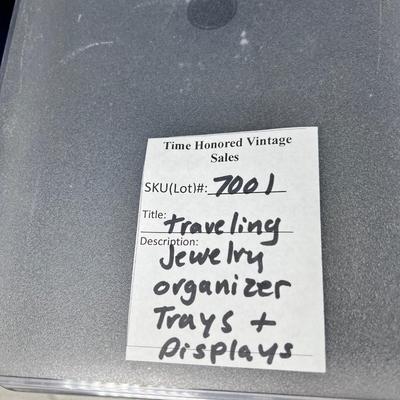 Time Honored Vintage
Sales
SKU(Lot)#: 7001
Title: traveling
Description:
Jewelry
organizer
Trays +
Displays